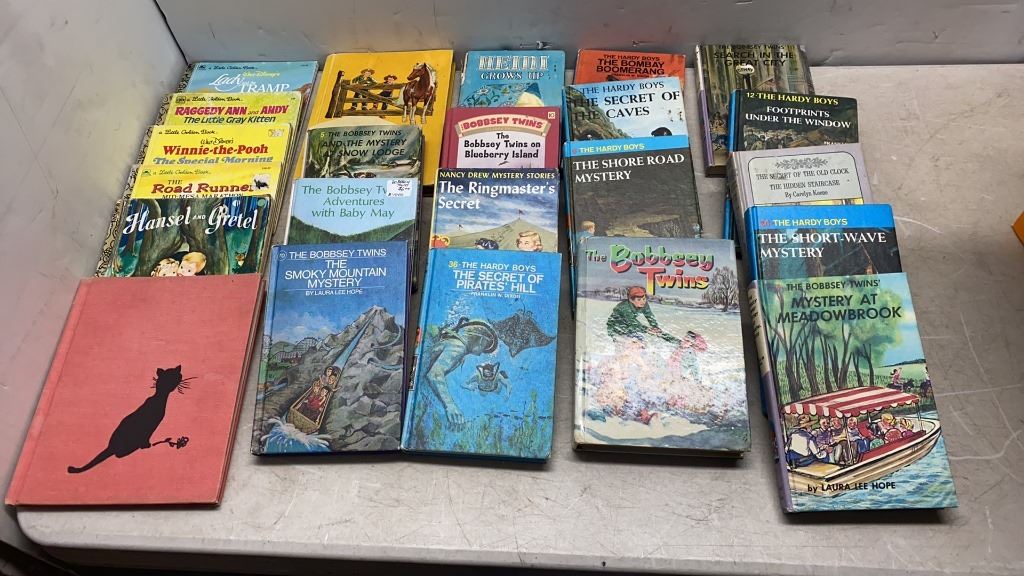 a Little Golden Book
Walt Disney's
Lady
TRAMP
a Little Golden Book
RAGGEDY ANN AND ANDY
The Little Gray Kitten
a Little Golden Book
Walt Disney's
Winnie-the-Pooh
The Special Morning
a Little Golden Book
THE
Road Runner
Hansel AND Gretel
THE BOBBSEY TWINS
AND THE MYSTERY
AT SNOW LODGE
The Bobbsey
Adventures
with Baby May
THE BOBBSEY TWINS
THE
SMOKY MOUNTAIN
MYSTERY
BY LAURA LEE HOPE
HEIDI
GROWS UP
BOBBSEY TWINS
The
Bobbsey Twins on
Blueberry Island
NANCY DREW MYSTERY STORIES
The Ringmaster's
Secret
36 THE HARDY BOYS
THE SECRET OF
PIRATES' HILL
FRANKLIN W. DIXON
THE HARDY BOYS
THE BOMBAY
BOOMERANG
THE HARDY BOYS
THE SECRET OF
THE CAVES
THE HARDY BOYS
THE SHORE ROAD
MYSTERY
The Bobbsey
Twins
THE BOBBSEY TWINS'
SEARCH IN THE
GREAT CITY
12 THE HARDY BOYS
FOOTPRINTS
UNDER THE WINDOW
THE SECRET OF THE OLD CLOCK
THE HIDDEN STAIRCASE
By Carolyn Keene
THE HARDY BOYS
THE SHORT-WAVE
MYSTERY
THE BOBBSEY TWINS'
MYSTERY AT
MEADOWBROOK
by LAURA LEE HOPE